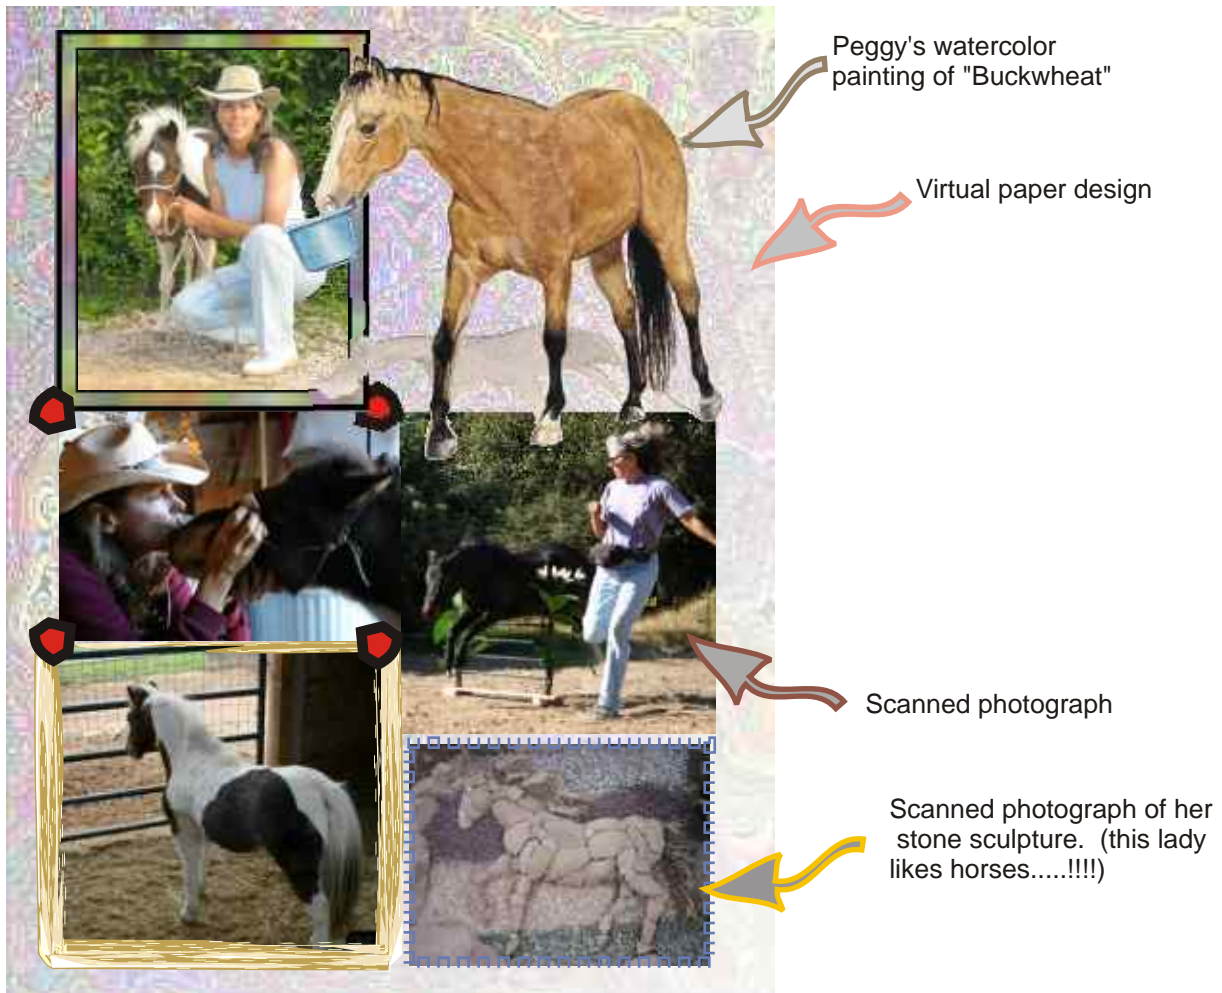 Peggy's watercolor
painting of "Buckwheat"
Virtual paper design
Scanned photograph
Scanned photograph of her
stone sculpture.  (this lady
likes horses.....!!!!)